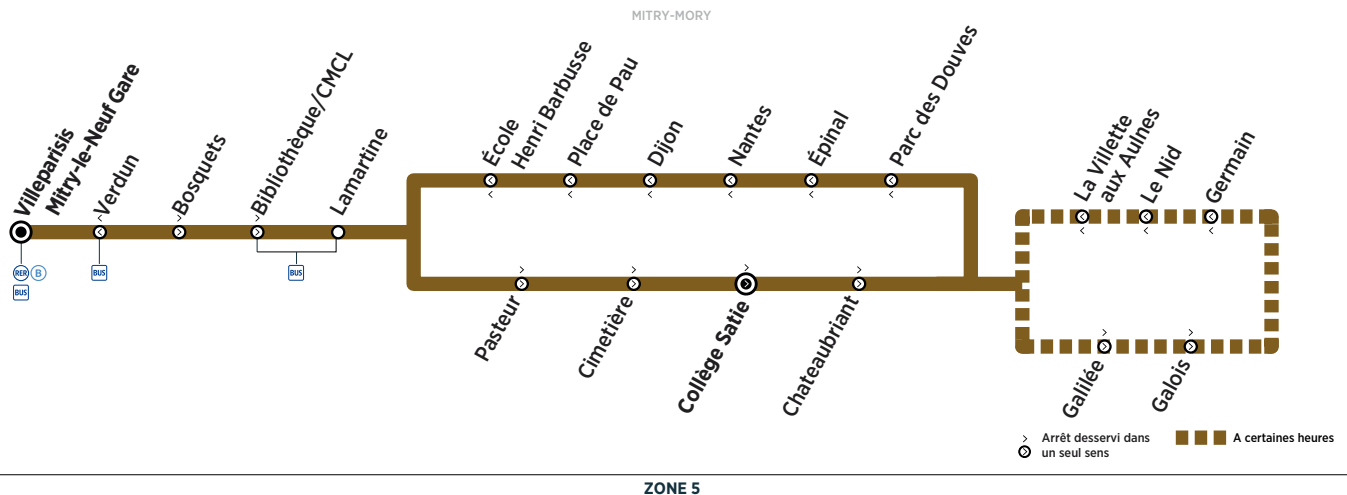 MITRY-MORY
Villeparisis
Mitry-le-Neuf Gare
Verdun
Bosquets
Bibliothèque/CMCL
Lamartine
École
Henri Barbusse
Place de Pau
Dijon
Nantes
Épinal
Parc des Douves
La Villette
aux Aulnes
Le Nid
Germain
RER B
BUS
BUS
BUS
Pasteur
Cimetière
Collège Satie
Chateaubriant
Galilée
Galois
Arrêt desservi dans
un seul sens
A certaines heures
ZONE 5